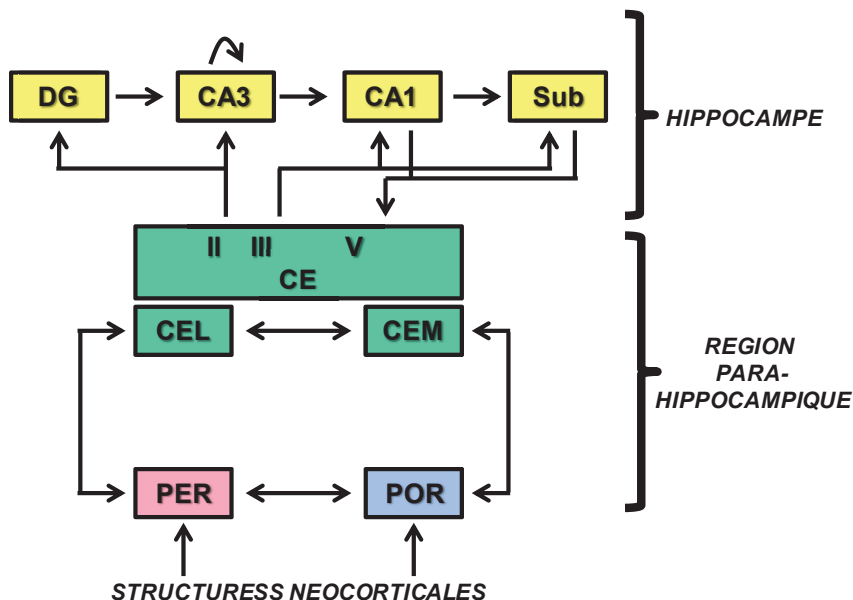 DG CA3 CA1 Sub
HIPPOCAMPE
II III V
CE
CEL CEM
REGION
PARA-
HIPPOCAMPIQUE
PER POR
STRUCTURESS NEOCORTICALES